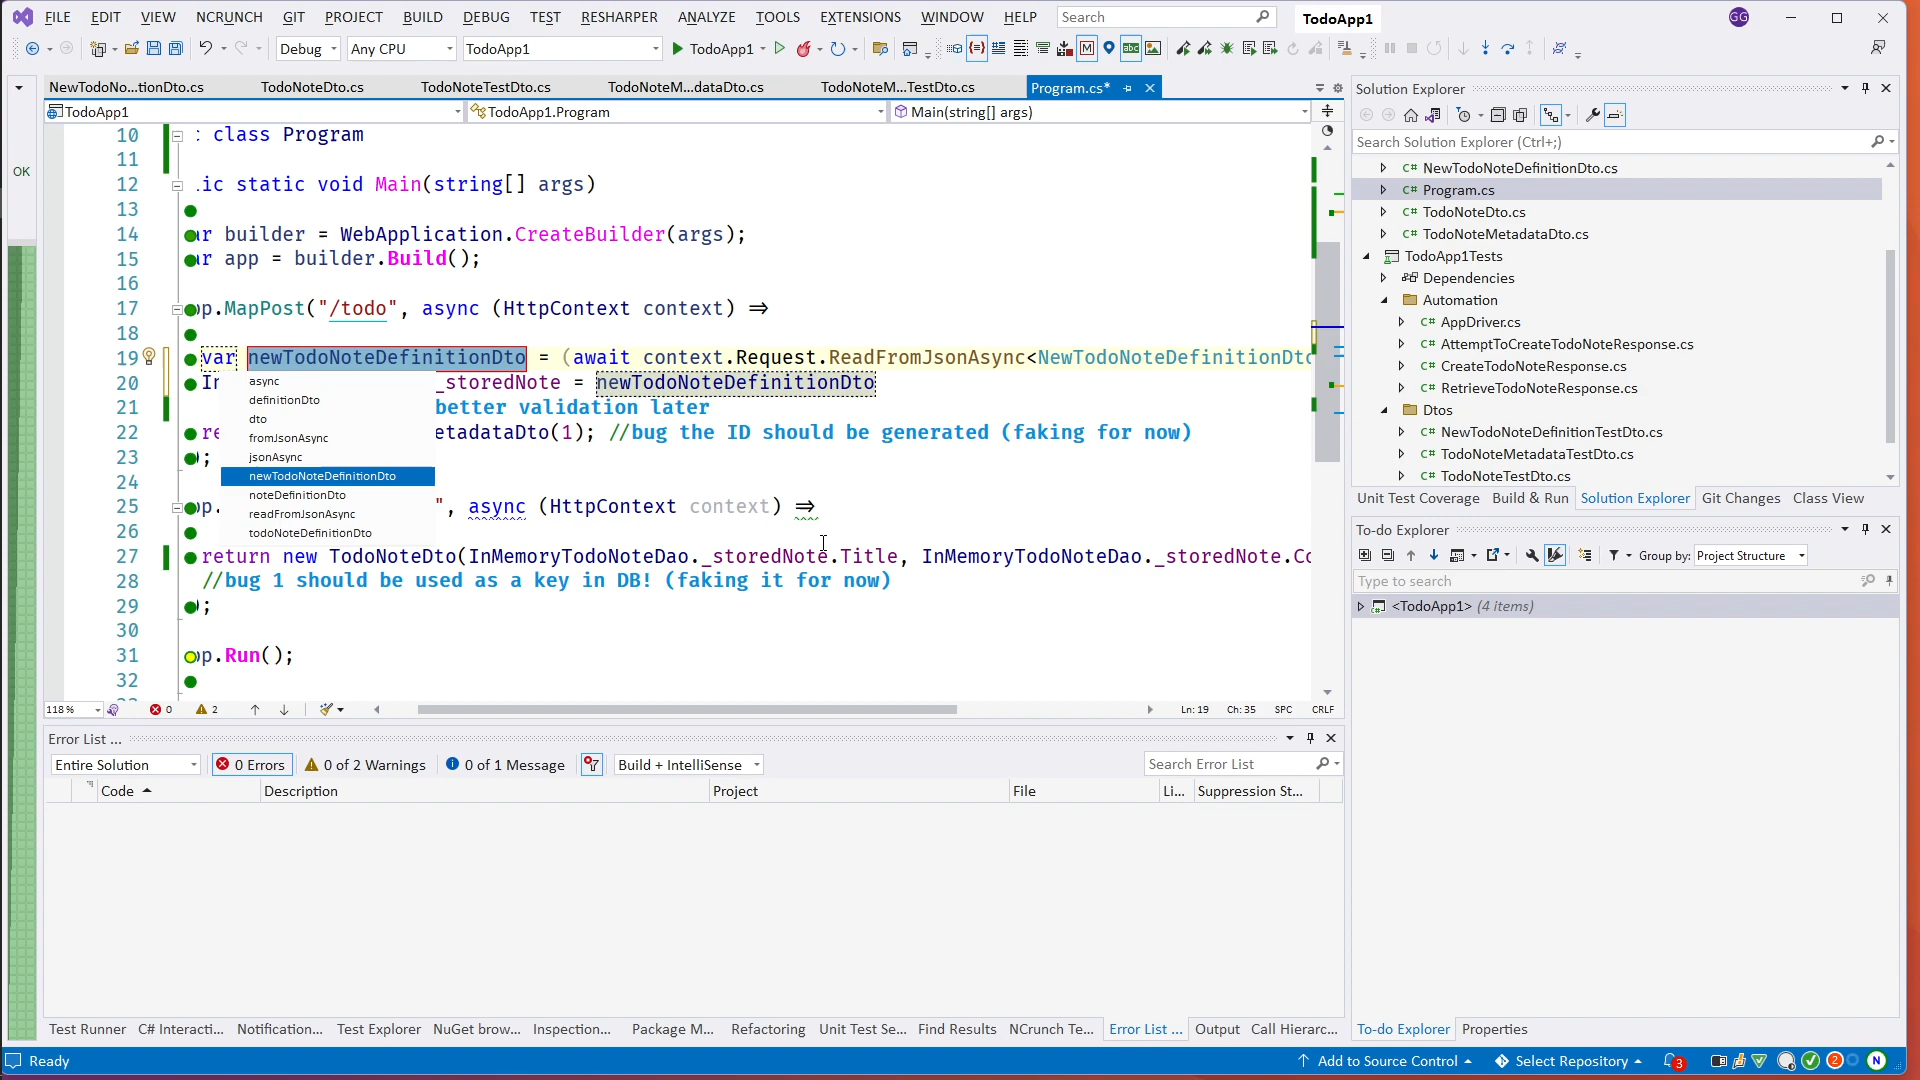 FILE EDIT VIEW NCRUNCH GIT PROJECT BUILD DEBUG TEST RESHARPER ANALYZE TOOLS EXTENSIONS WINDOW HELP Search TodoApp1 GG
Debug Any CPU TodoApp1 TodoApp1
NewTodoNo...tionDto.cs TodoNoteDto.cs TodoNoteTestDto.cs TodoNoteM...dataDto.cs TodoNoteM...TestDto.cs Program.cs*
TodoApp1 TodoApp1.Program Main(string[] args)
OK
10 : class Program
11
12 .ic static void Main(string[] args)
13
14 ar builder = WebApplication.CreateBuilder(args);
15 ar app = builder.Build();
16
17 p.MapPost("/todo", async (HttpContext context) =>
18
19 var newTodoNoteDefinitionDto = (await context.Request.ReadFromJsonAsync<NewTodoNoteDefinitionDto
20 In _storedNote = newTodoNoteDefinitionDto
21 better validation later
22 re etadataDto(1); //bug the ID should be generated (faking for now)
23 );
24
25 p. ", async (HttpContext context) =>
26
27 return new TodoNoteDto(InMemoryTodoNoteDao._storedNote.Title, InMemoryTodoNoteDao._storedNote.Co
28 //bug 1 should be used as a key in DB! (faking it for now)
29 );
30
31 p.Run();
32
async
definitionDto
dto
fromJsonAsync
jsonAsync
newTodoNoteDefinitionDto
noteDefinitionDto
readFromJsonAsync
todoNoteDefinitionDto
118 % 0 2 Ln: 19 Ch: 35 SPC CRLF
Error List ...
Entire Solution 0 Errors 0 of 2 Warnings 0 of 1 Message Build + IntelliSense Search Error List
Code Description Project File Li... Suppression St...
Test Runner C# Interacti... Notification... Test Explorer NuGet brow... Inspection... Package M... Refactoring Unit Test Se... Find Results NCrunch Te... Error List ... Output Call Hierarc...
Solution Explorer
Search Solution Explorer (Ctrl+;)
C# NewTodoNoteDefinitionDto.cs
C# Program.cs
C# TodoNoteDto.cs
C# TodoNoteMetadataDto.cs
TodoApp1Tests
Dependencies
Automation
C# AppDriver.cs
C# AttemptToCreateTodoNoteResponse.cs
C# CreateTodoNoteResponse.cs
C# RetrieveTodoNoteResponse.cs
Dtos
C# NewTodoNoteDefinitionTestDto.cs
C# TodoNoteMetadataTestDto.cs
C# TodoNoteTestDto.cs
Unit Test Coverage Build & Run Solution Explorer Git Changes Class View
To-do Explorer
Group by: Project Structure
Type to search
<TodoApp1> (4 items)
To-do Explorer Properties
Ready Add to Source Control Select Repository 3 2 N